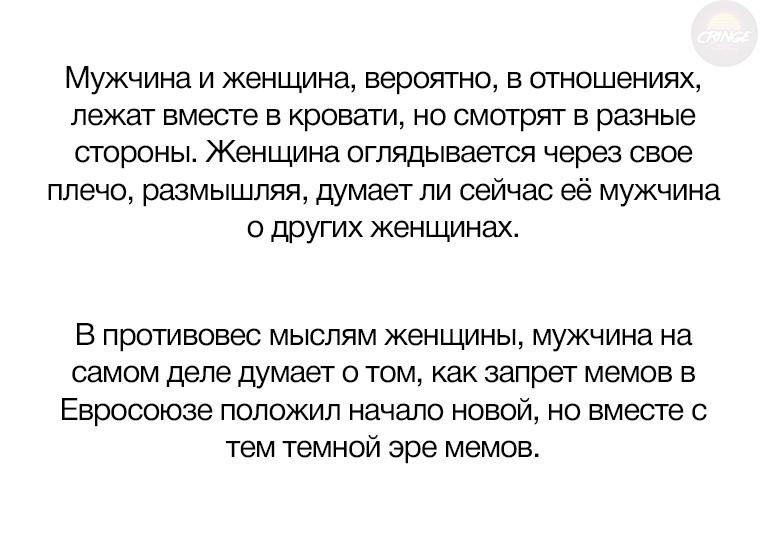 CRINGE
Мужчина и женщина, вероятно, в отношениях,
лежат вместе в кровати, но смотрят в разные
стороны. Женщина оглядывается через свое
плечо, размышляя, думает ли сейчас её мужчина
о других женщинах.
В противовес мыслям женщины, мужчина на
самом деле думает о том, как запрет мемов в
Евросоюзе положил начало новой, но вместе с
тем темной эре мемов.